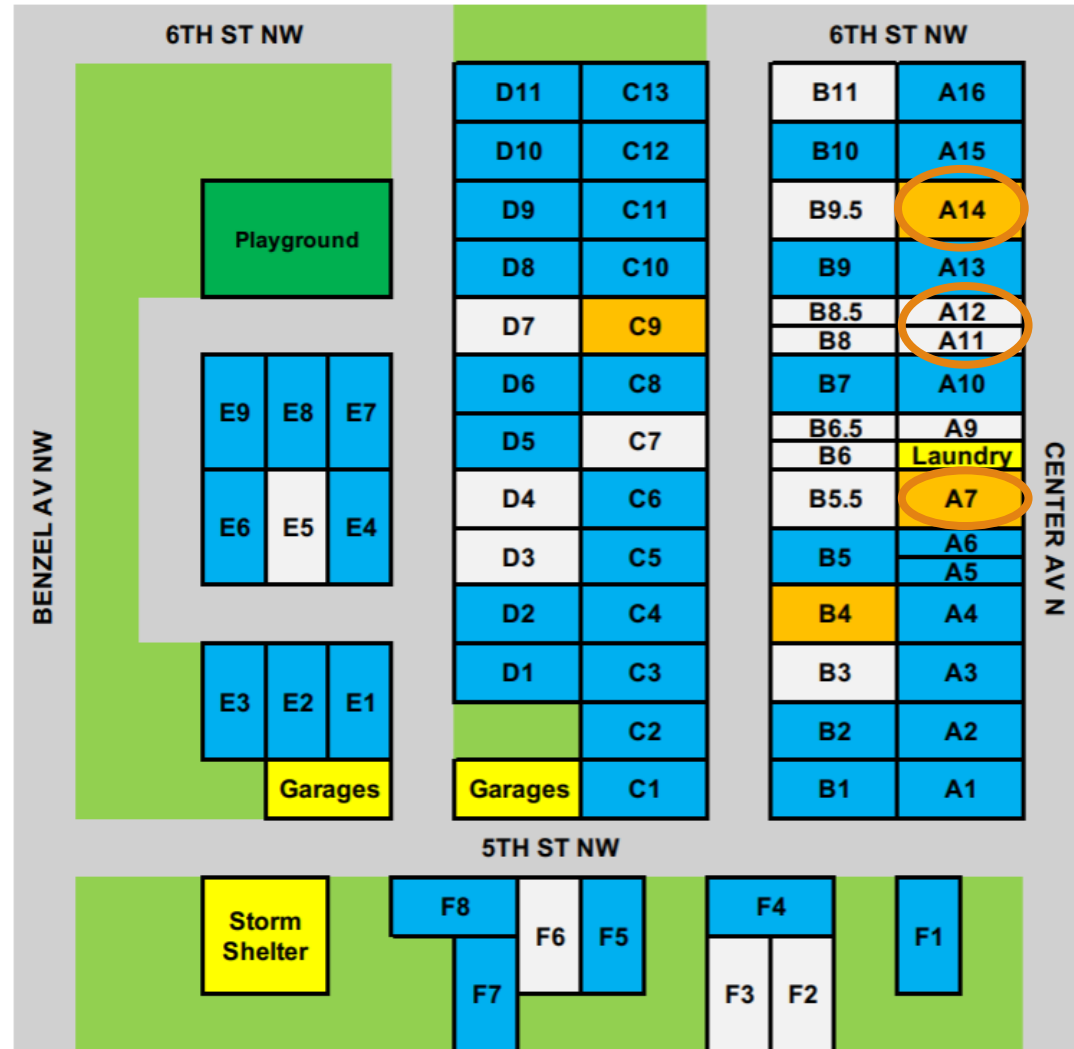 6TH ST NW
6TH ST NW
D11 C13 B11 A16
D10 C12 B10 A15
Playground
D9 C11 B9.5 A14
D8 C10 B9 A13
D7 C9 B8.5 A12
B8 A11
E9 E8 E7
D6 C8 B7 A10
D5 C7 B6.5 A9
B6 Laundry
BENZEL AV NW
CENTER AV N
E6 E5 E4
D4 C6 B5.5 A7
D3 C5 B5 A6
A5
D2 C4 B4 A4
E3 E2 E1
D1 C3 B3 A3
C2 B2 A2
Garages
Garages C1 B1 A1
5TH ST NW
Storm
Shelter
F8
F7
F6
F5
F4
F3
F2
F1